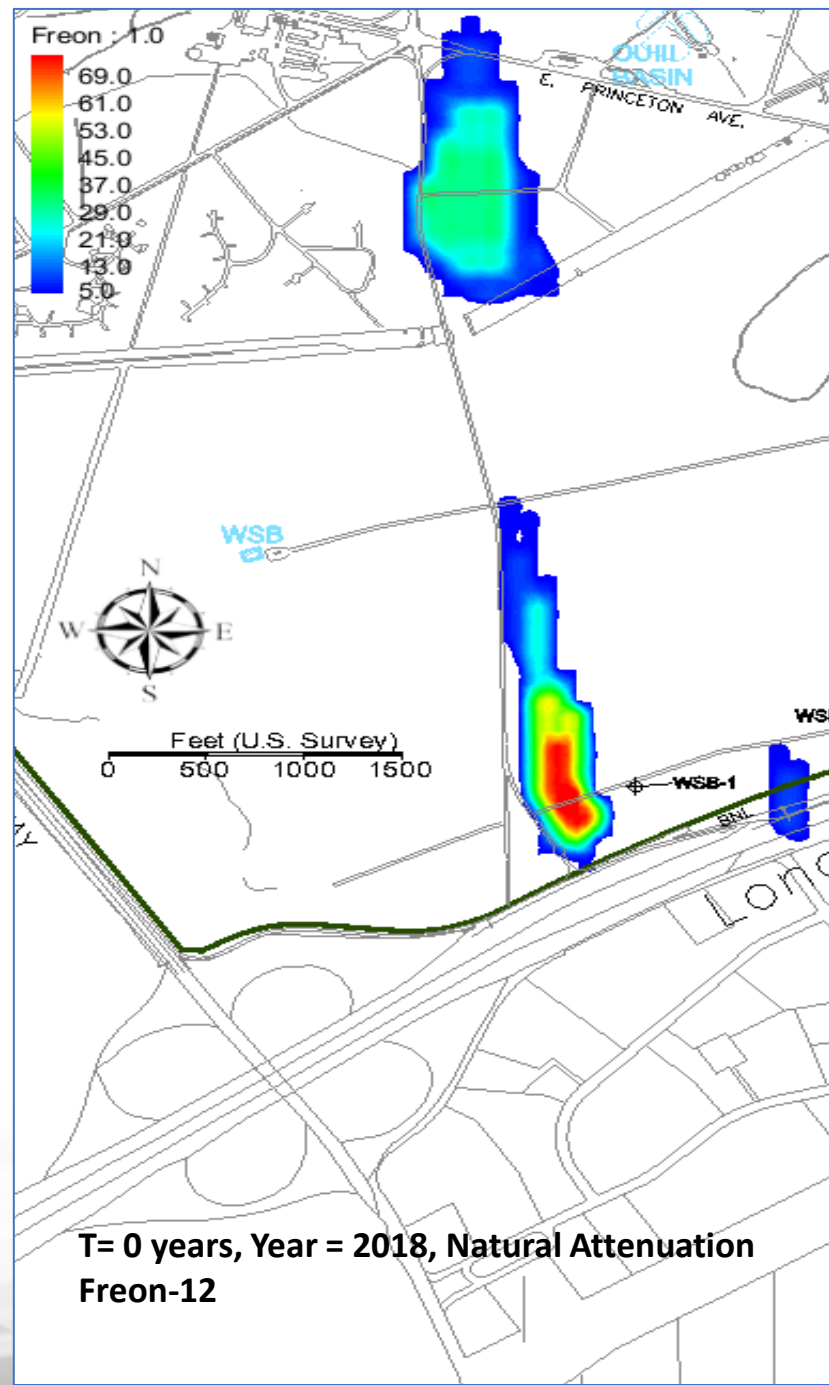 Freon : 1.0
69.0
61.0
53.0
45.0
37.0
29.0
21.0
13.0
5.0
BASIN
E. PRINCETON AVE.
WSB
N
W
E
S
Feet (U.S. Survey)
0 500 1000 1500
WSB-1
BNL
T= 0 years, Year = 2018, Natural Attenuation
Freon-12